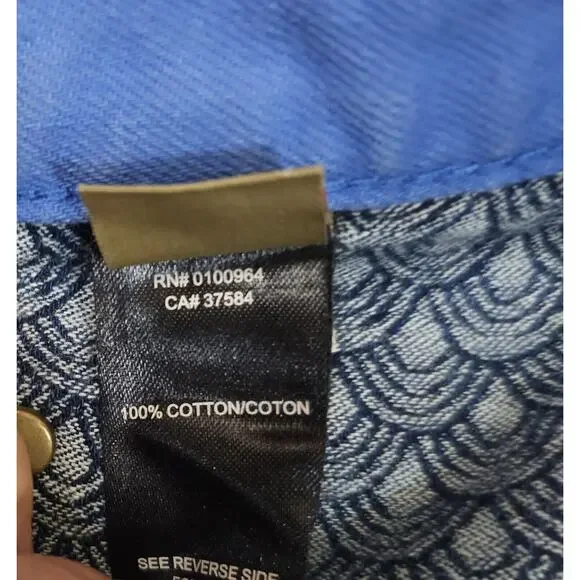 RN# 0100964
CA# 37584
100% COTTON/COTON
SEE REVERSE SIDE